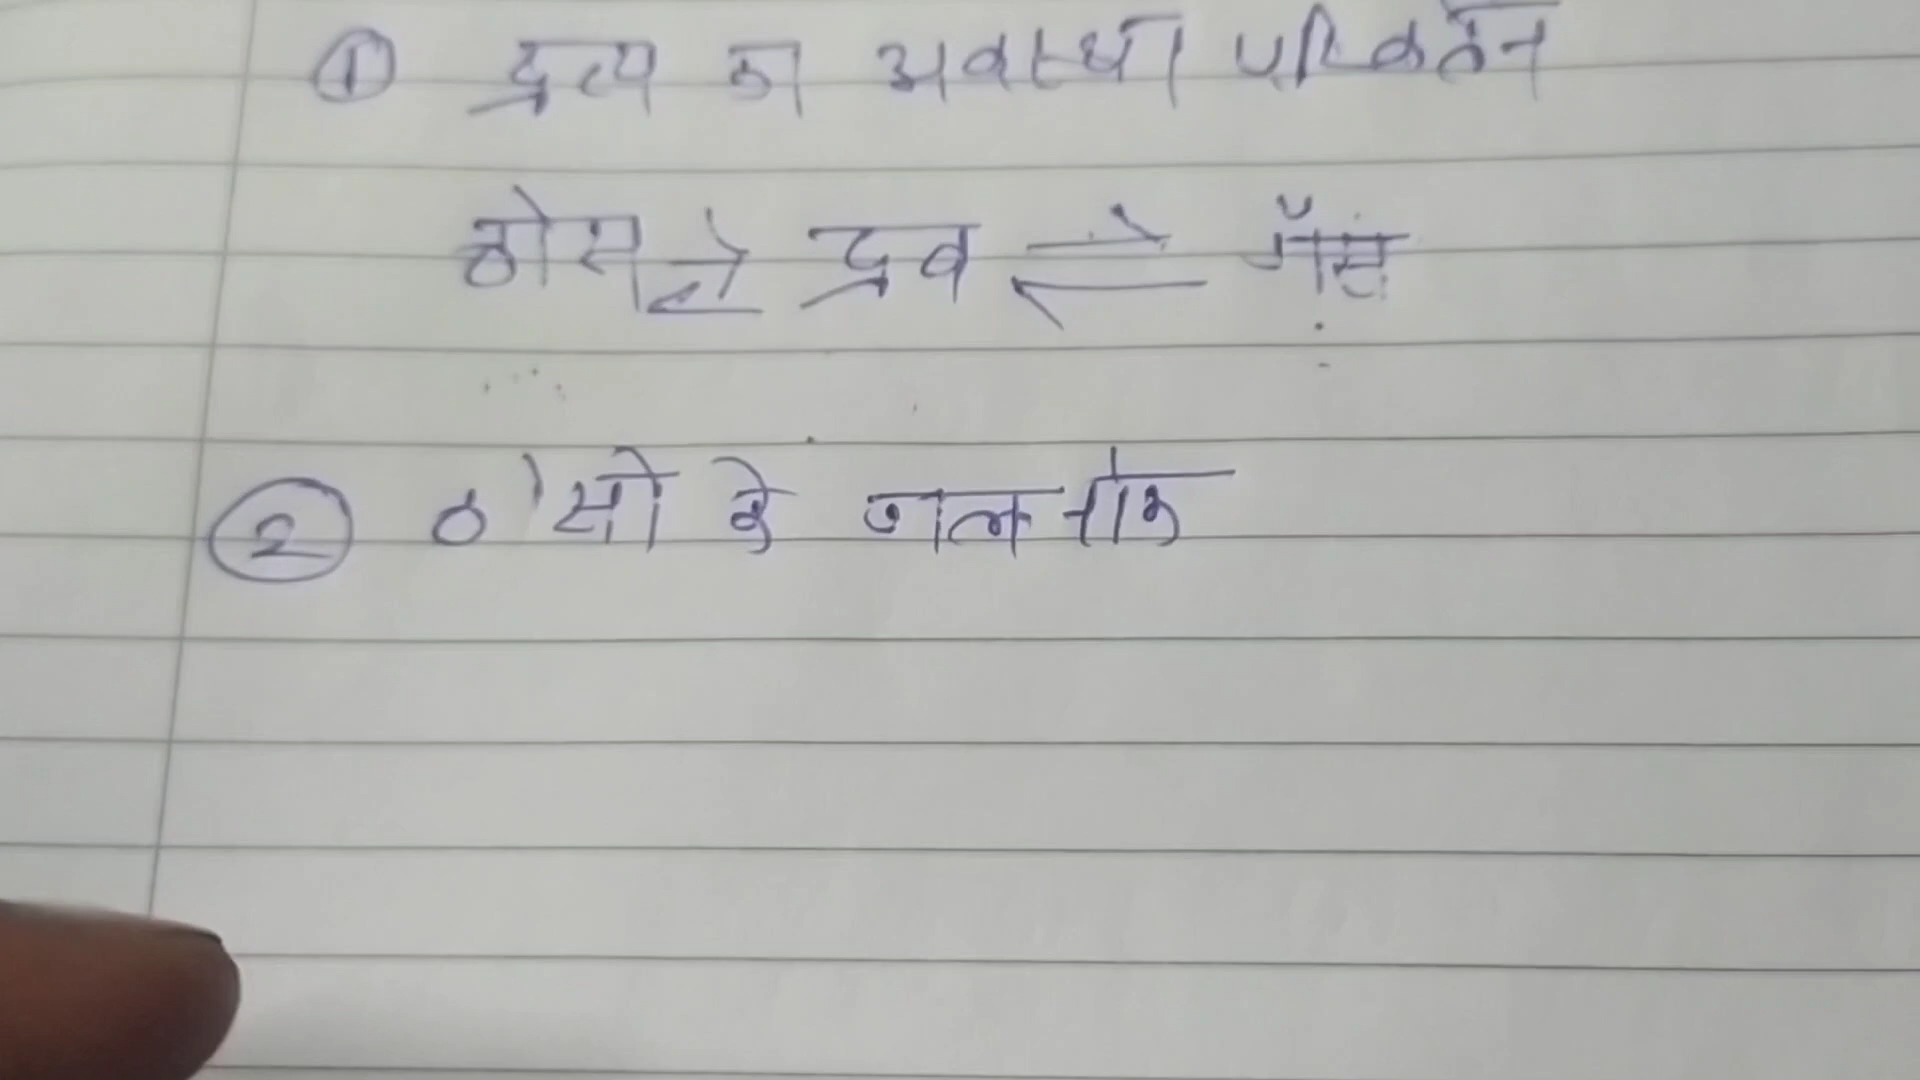 ① द्रव्य का अवस्था परिवर्तन
ठोस ⇌ द्रव ⇌ गैस
② ठोसो के